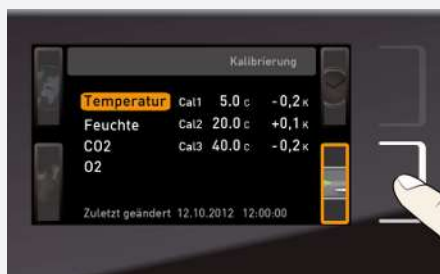 Kalibrierung
Temperatur Cal1 5.0 c -0,2 K
Feuchte Cal2 20.0 c +0,1 K
CO2 Cal3 40.0 c -0,2 K
O2
Zuletzt geändert 12.10.2012 12:00:00